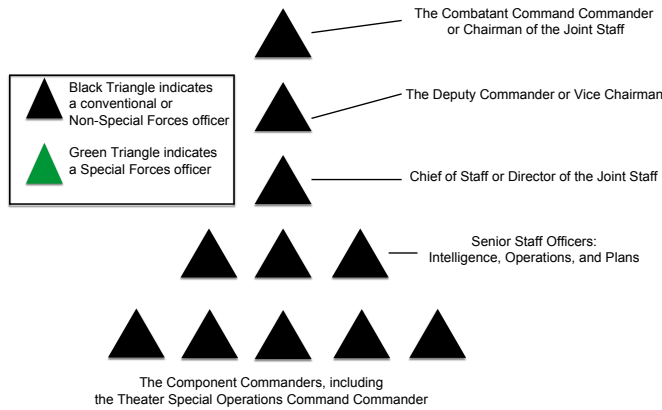 The Combatant Command Commander
or Chairman of the Joint Staff
Black Triangle indicates
a conventional or
Non-Special Forces officer
The Deputy Commander or Vice Chairman
Green Triangle indicates
a Special Forces officer
Chief of Staff or Director of the Joint Staff
Senior Staff Officers:
Intelligence, Operations, and Plans
The Component Commanders, including
the Theater Special Operations Command Commander